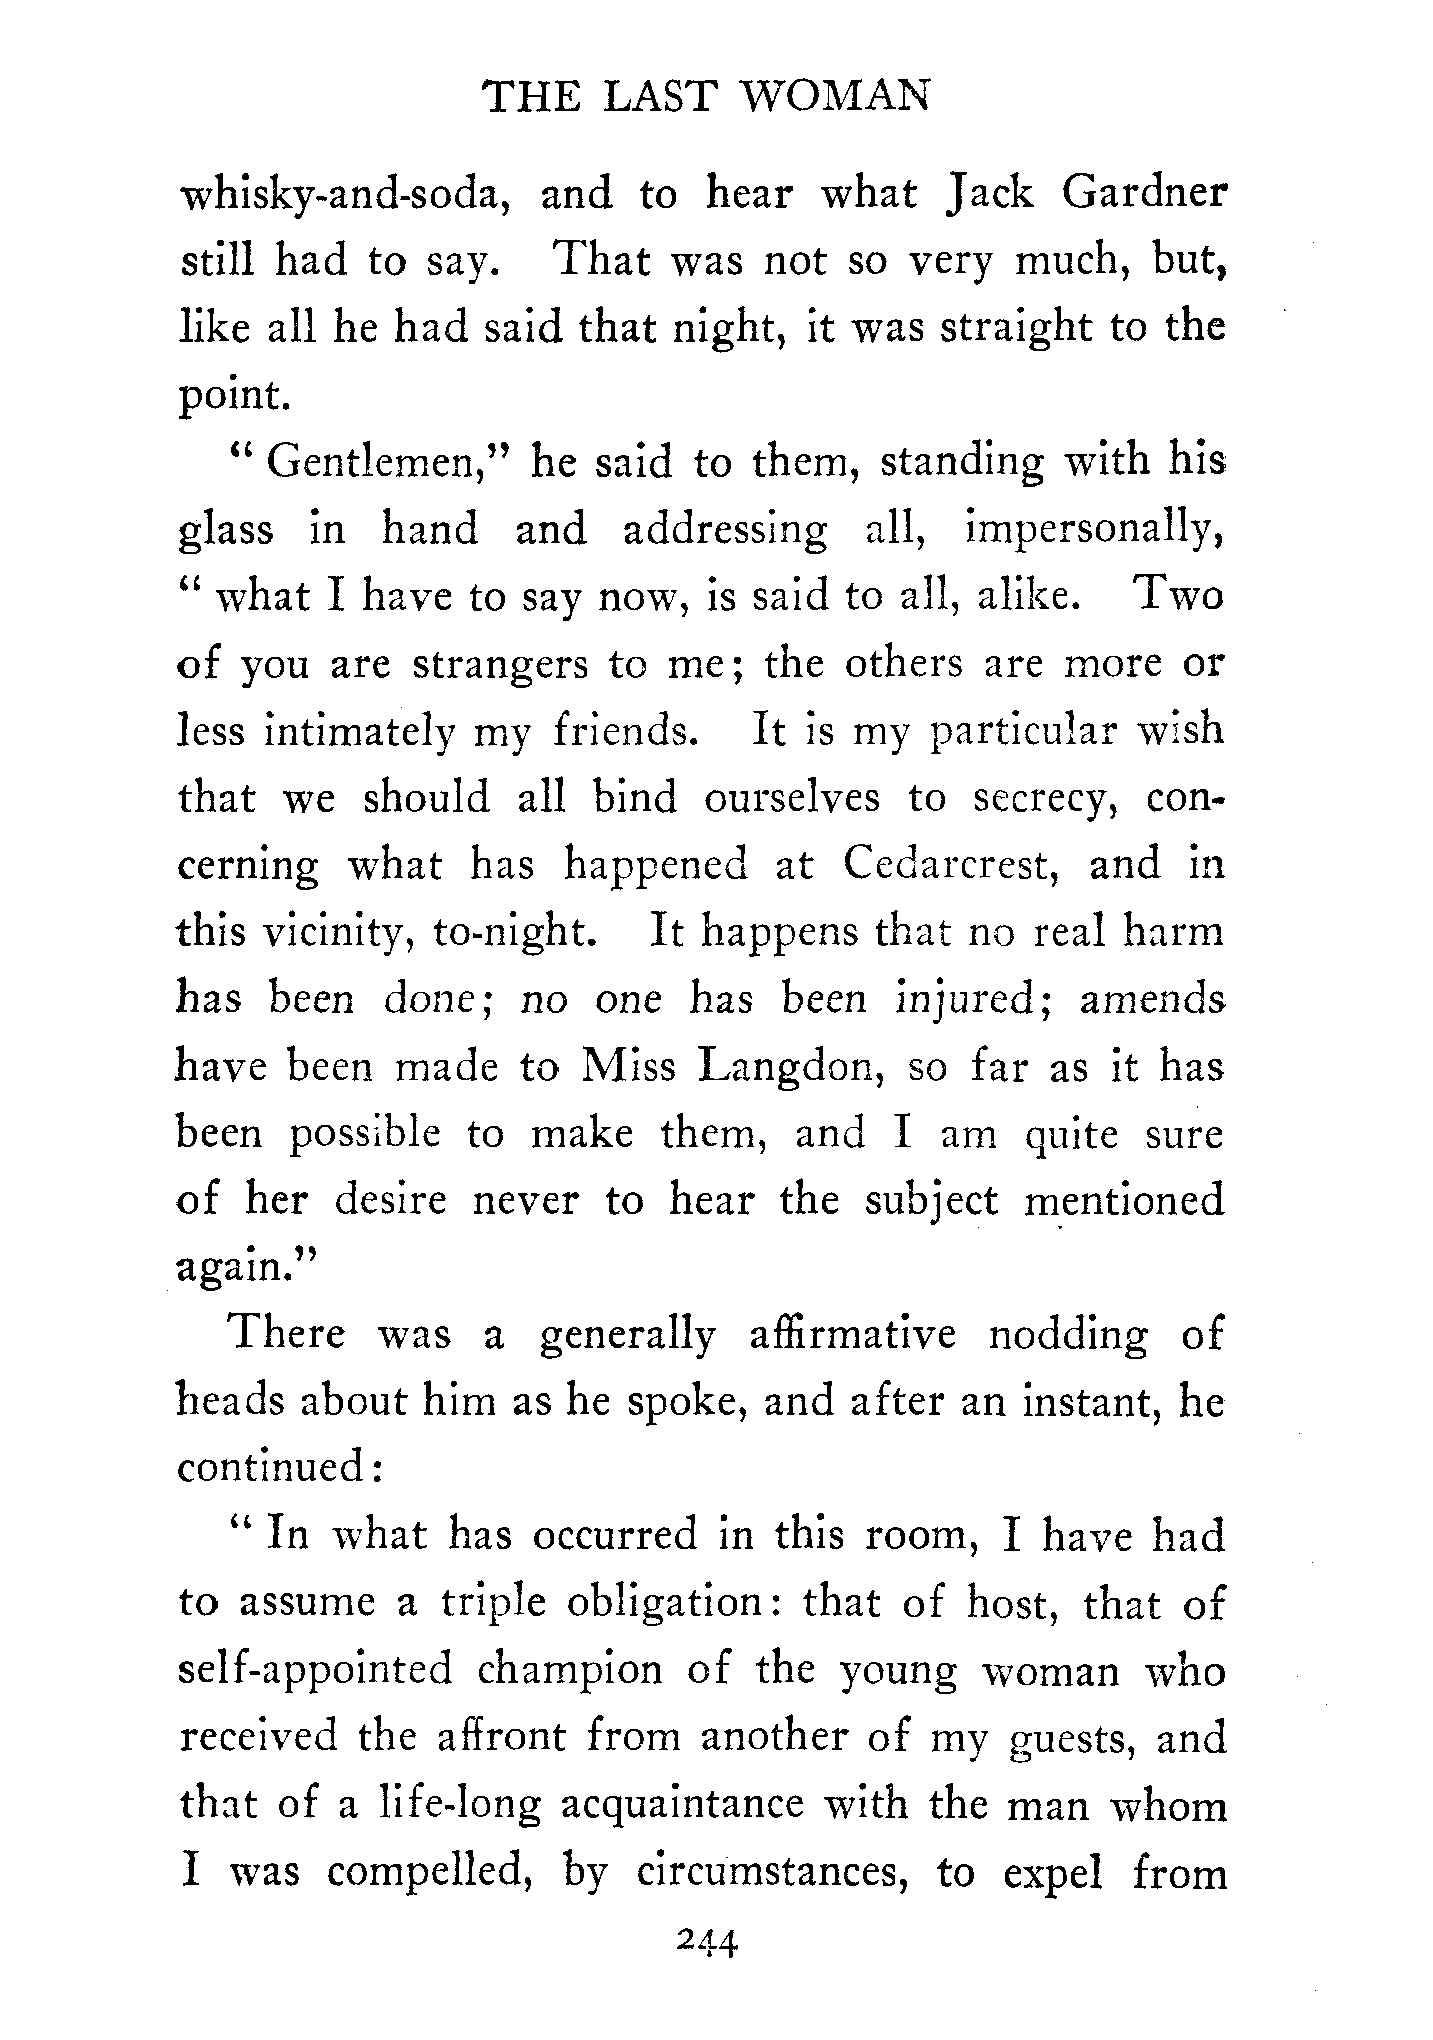 THE LAST WOMAN
whisky-and-soda, and to hear what Jack Gardner
still had to say. That was not so very much, but,
like all he had said that night, it was straight to the
point.
" Gentlemen," he said to them, standing with his
glass in hand and addressing all, impersonally,
" what I have to say now, is said to all, alike. Two
of you are strangers to me; the others are more or
less intimately my friends. It is my particular wish
that we should all bind ourselves to secrecy, con-
cerning what has happened at Cedarcrest, and in
this vicinity, to-night. It happens that no real harm
has been done; no one has been injured; amends
have been made to Miss Langdon, so far as it has
been possible to make them, and I am quite sure
of her desire never to hear the subject mentioned
again."
There was a generally affirmative nodding of
heads about him as he spoke, and after an instant, he
continued:
" In what has occurred in this room, I have had
to assume a triple obligation: that of host, that of
self-appointed champion of the young woman who
received the affront from another of my guests, and
that of a life-long acquaintance with the man whom
I was compelled, by circumstances, to expel from
244